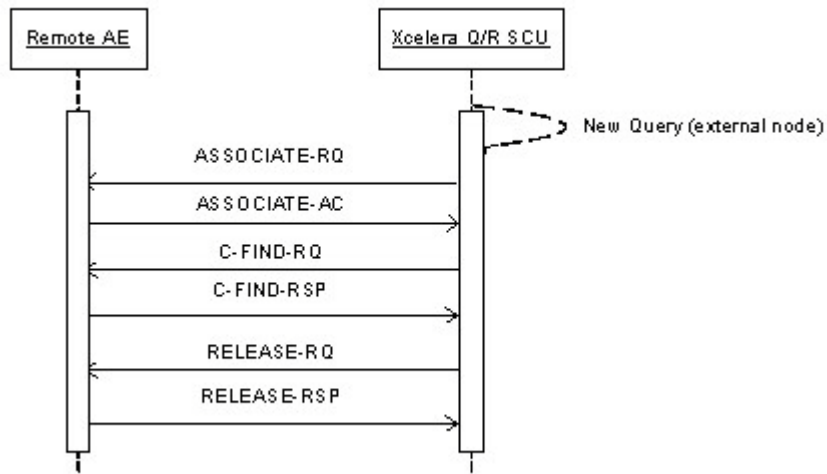 Remote AE
Xcelera Q/R SCU
New Query (external node)
ASSOCIATE-RQ
ASSOCIATE-AC
C-FIND-RQ
C-FIND-RSP
RELEASE-RQ
RELEASE-RSP